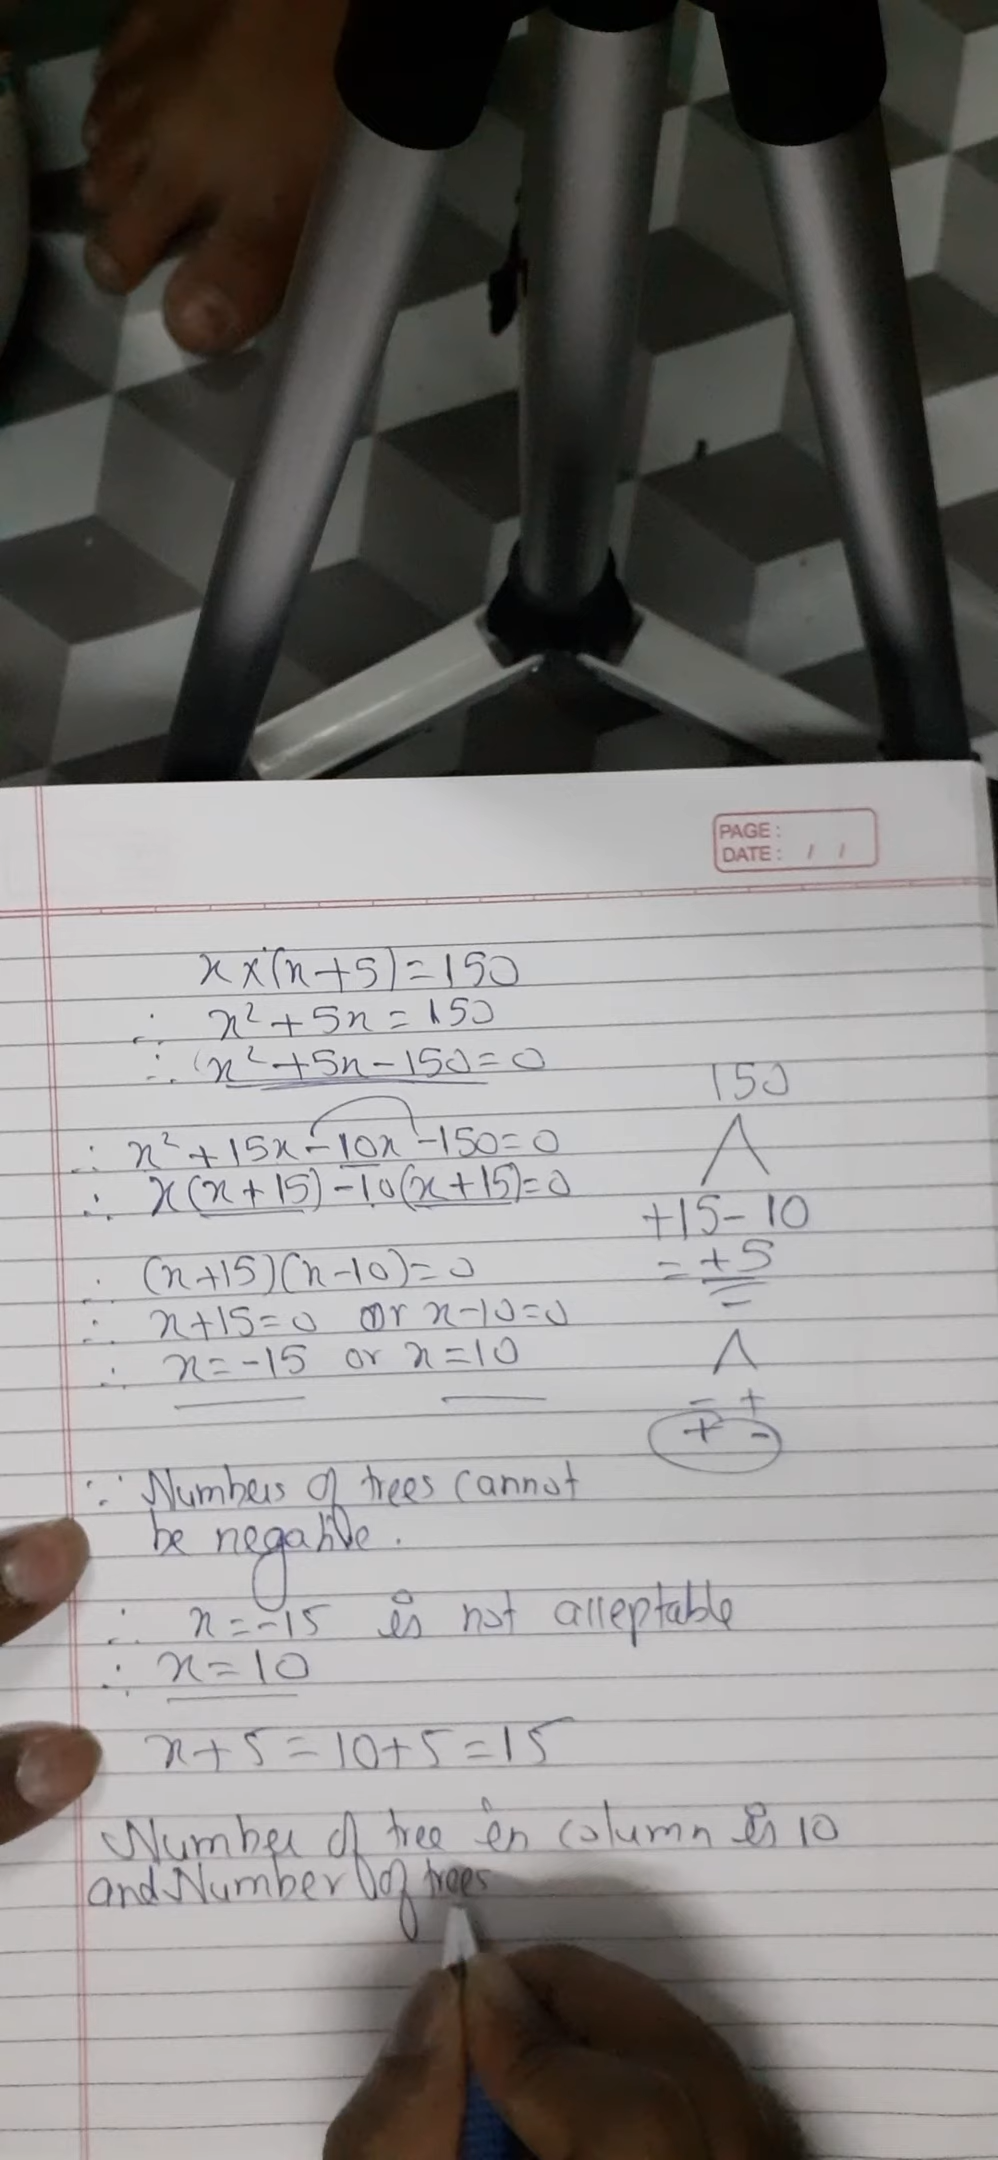 PAGE :
DATE : / /
x×(x+5)=150
∴ x²+5x=150
∴ x²+5x-150=0
150
∴ x²+15x-10x-150=0
∴ x(x+15)-10(x+15)=0
+15-10
= +5
∴ (x+15)(x-10)=0
∴ x+15=0 or x-10=0
-
∴ x=-15 or x=10
- +
+ -
∵ Numbers of trees cannot
be negative.
∴ x=-15 is not acceptable
∴ x=10
x+5=10+5=15
Number of tree in column is 10
and Number of trees